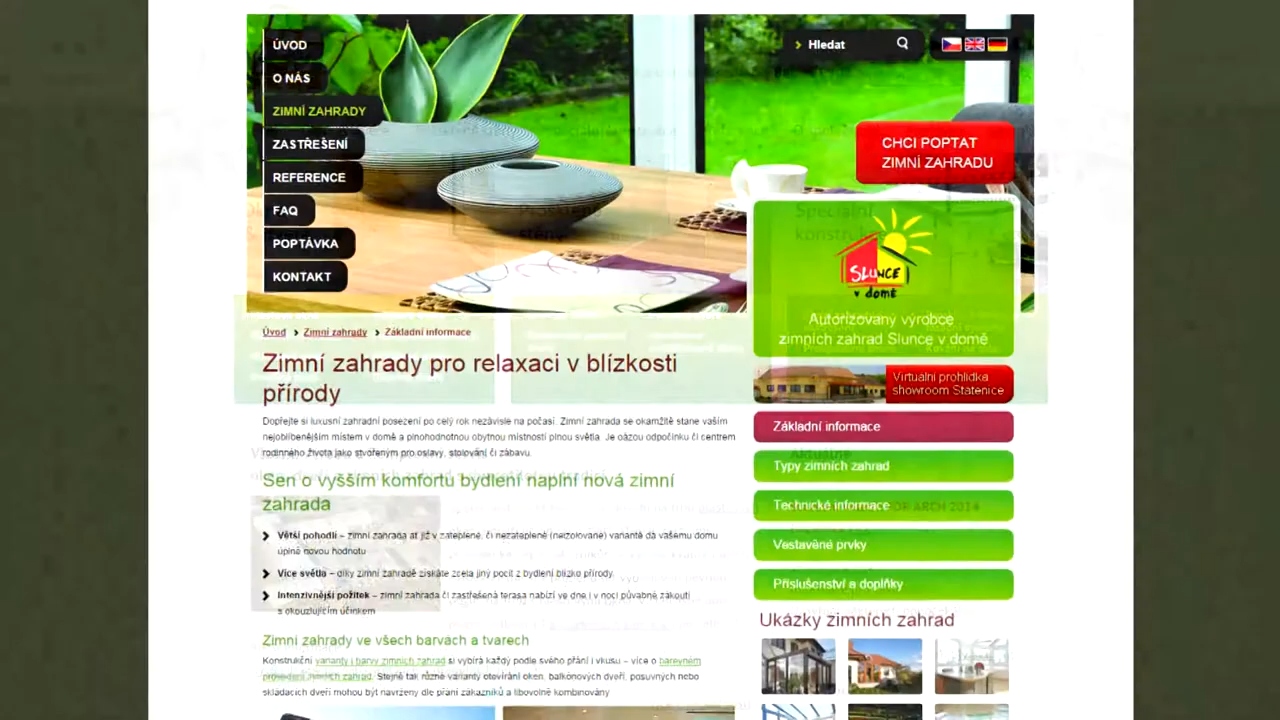 ÚVOD
O NÁS
ZIMNÍ ZAHRADY
ZASTŘEŠENÍ
REFERENCE
FAQ
POPTÁVKA
KONTAKT
Hledat
CHCI POPTAT
ZIMNÍ ZAHRADU
SLUNCE
v domě
Autorizovaný výrobce
zimních zahrad Slunce v domě
Virtuální prohlídka
showroom Statenice
Úvod Zimní zahrady Základní informace
Zimní zahrady pro relaxaci v blízkosti
přírody
Dopřejte si luxusní zahradní posezení po celý rok nezávisle na počasí. Zimní zahrada se okamžitě stane vaším
nejoblíbenějším místem v domě a plnohodnotnou obytnou místností plnou světla. Je oázou odpočinku či centrem
rodinného života jako stvořeným pro oslavy, stolování či zábavu.
Sen o vyšším komfortu bydlení naplní nová zimní
zahrada
Větší pohodlí – zimní zahrada ať již v zateplené, či nezateplené (neizolované) variantě dá vašemu domu
úplně novou hodnotu
Více světla – díky zimní zahradě získáte zcela jiný pocit z bydlení blízko přírody.
Intenzivnější požitek – zimní zahrada či zastřešená terasa nabízí ve dne i v noci půvabné zákoutí
s okouzlujícím účinkem
Zimní zahrady ve všech barvách a tvarech
Konstrukční varianty i barvy zimních zahrad si vybírá každý podle svého přání i vkusu – více o barevném
provedení zimních zahrad. Stejně tak různé varianty otevírání oken, balkónových dveří, posuvných nebo
skládacích dveří mohou být navrženy dle přání zákazníků a libovolně kombinovány
Základní informace
Typy zimních zahrad
Technické informace
Vestavěné prvky
Příslušenství a doplňky
Ukázky zimních zahrad